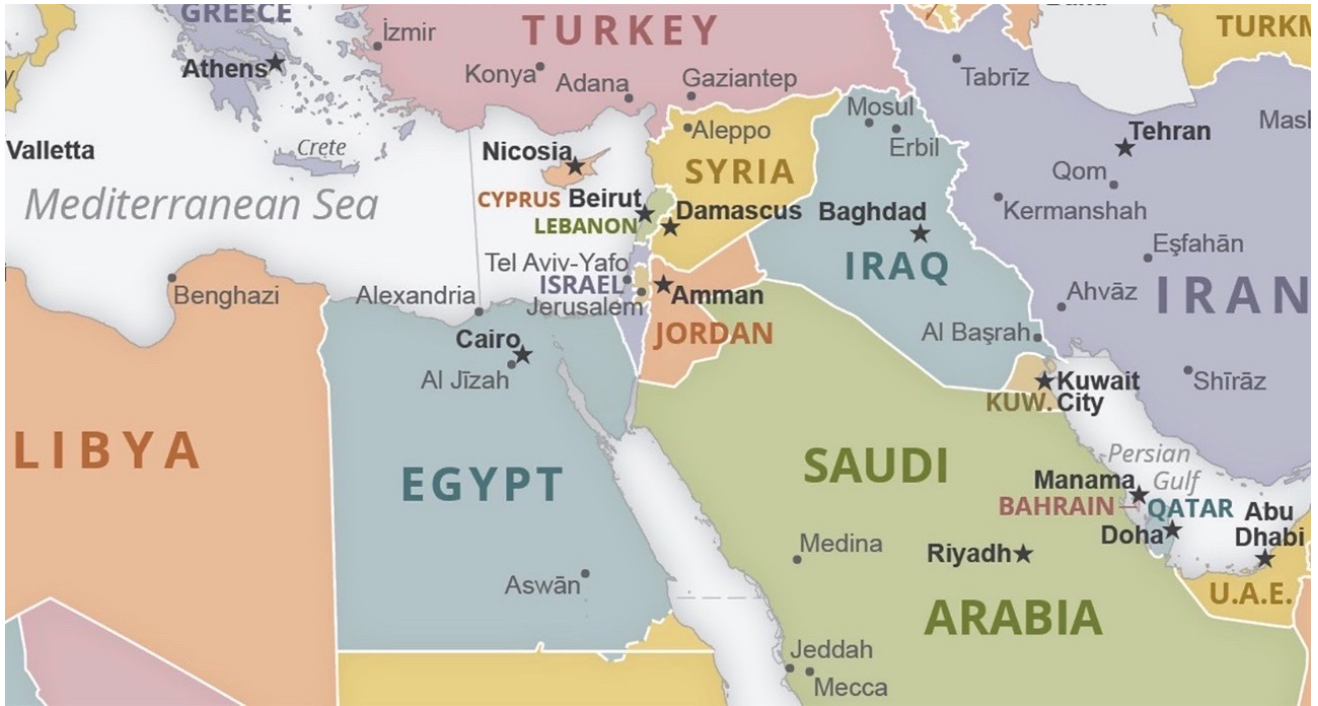 GREECE
TURKEY
TURKM
İzmir
Athens
Konya
Adana
Gaziantep
Tabrīz
Mosul
Aleppo
Erbil
Tehran
Mash
Valletta
Crete
Nicosia
SYRIA
Qom
Mediterranean Sea
CYPRUS
Beirut
Damascus
Baghdad
Kermanshah
LEBANON
Eşfahān
Tel Aviv-Yafo
IRAQ
ISRAEL
Benghazi
Alexandria
Jerusalem
Amman
Ahvāz
IRAN
Cairo
JORDAN
Al Başrah
Al Jīzah
Kuwait
City
KUW.
Shīrāz
LIBYA
EGYPT
SAUDI
Persian
Gulf
Manama
BAHRAIN
QATAR
Abu
Dhabi
Doha
Medina
Riyadh
Aswān
U.A.E.
ARABIA
Jeddah
Mecca